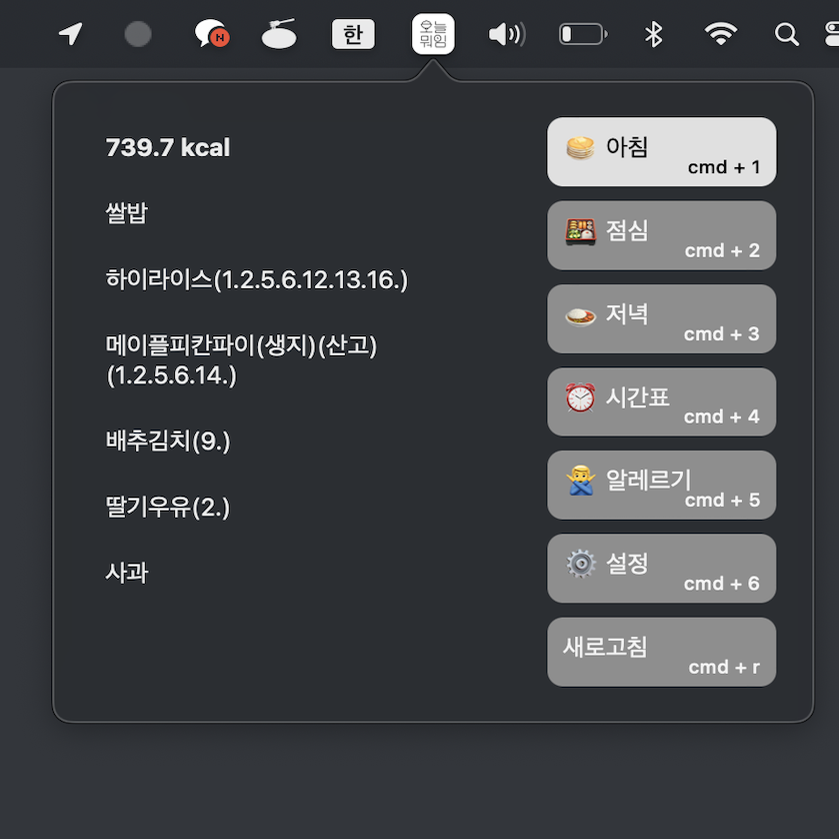 N
한
오늘
뭐임
739.7 kcal
쌀밥
하이라이스(1.2.5.6.12.13.16.)
메이플피칸파이(생지)(산고)
(1.2.5.6.14.)
배추김치(9.)
딸기우유(2.)
사과
아침
cmd + 1
점심
cmd + 2
저녁
cmd + 3
시간표
cmd + 4
알레르기
cmd + 5
설정
cmd + 6
새로고침
cmd + r